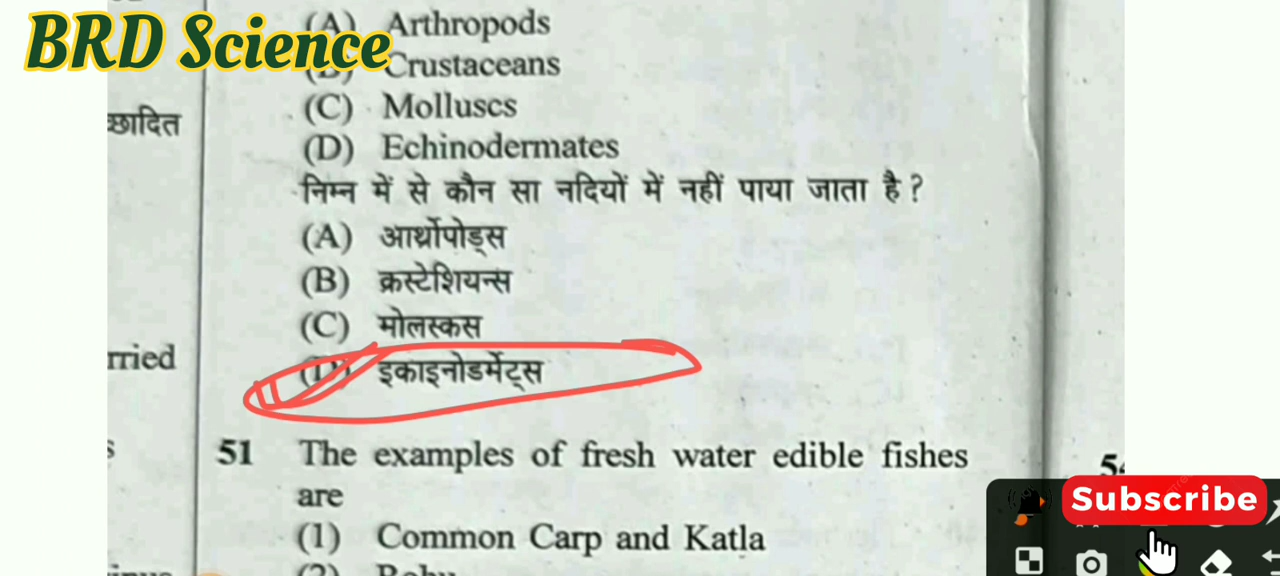 BRD Science
(A) Arthropods
Crustaceans
(C) Molluscs
(D) Echinodermates
निम्न में से कौन सा नदियों में नहीं पाया जाता है ?
(A) आर्थोपोड्स
(B) क्रस्टेशियन्स
(C) मोलस्कस
(D) इकाइनोडर्मेट्स
51 The examples of fresh water edible fishes
are
(1) Common Carp and Katla
छादित
rried
Subscribe